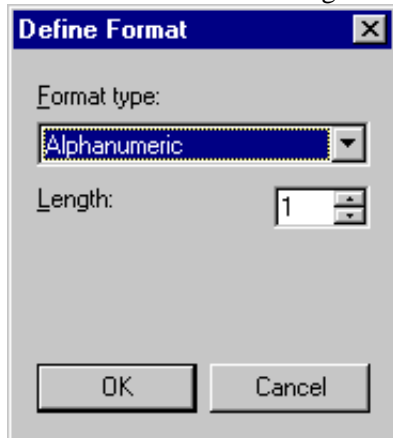 Define Format
Format type:
Alphanumeric
Length:
1
OK
Cancel